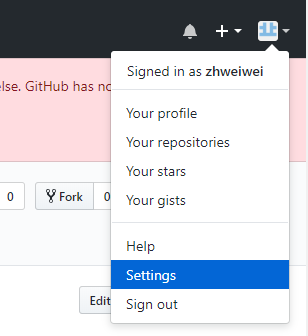 Signed in as zhweiwei
else. GitHub has no
Your profile
Your repositories
Your stars
0
Fork
0
Your gists
Help
Settings
Edit
Sign out